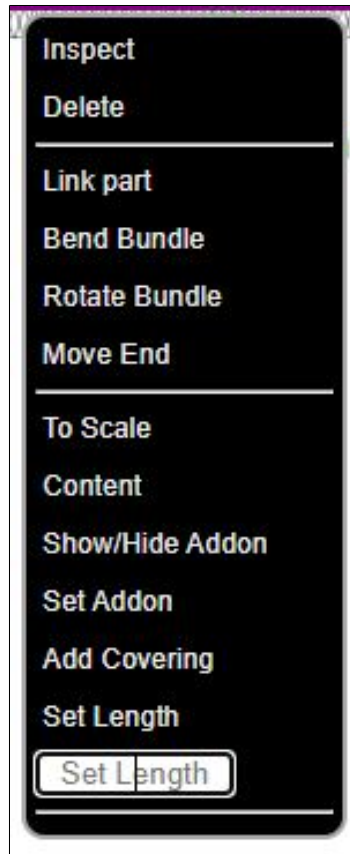 Inspect
Delete
Link part
Bend Bundle
Rotate Bundle
Move End
To Scale
Content
Show/Hide Addon
Set Addon
Add Covering
Set Length
Set Length